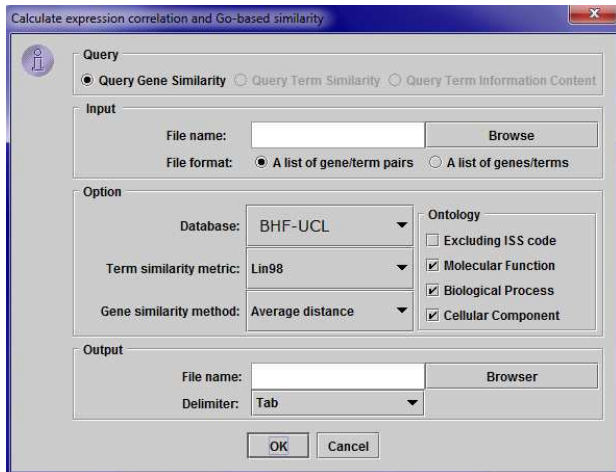 Calculate expression correlation and Go-based similarity
Query
Query Gene Similarity Query Term Similarity Query Term Information Content
Input
File name: Browse
File format: A list of gene/term pairs A list of genes/terms
Option
Database: BHF-UCL
Term similarity metric: Lin98
Gene similarity method: Average distance
Ontology
Excluding ISS code
Molecular Function
Biological Process
Cellular Component
Output
File name: Browser
Delimiter: Tab
OK Cancel